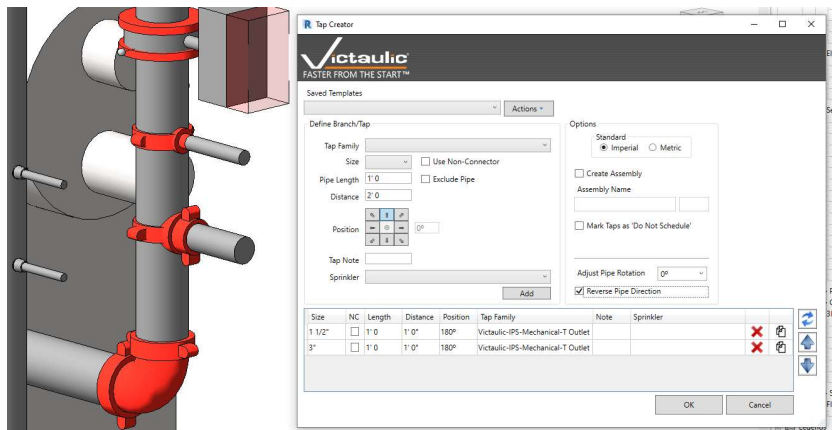 Tap Creator
Victaulic
FASTER FROM THE START™
Saved Templates
Actions
Define Branch/Tap
Tap Family
Size
Use Non-Connector
Pipe Length 1' 0
Exclude Pipe
Distance 2' 0
Position
0º
Tap Note
Sprinkler
Add
Options
Standard
Imperial Metric
Create Assembly
Assembly Name
Mark Taps as 'Do Not Schedule'
Adjust Pipe Rotation 0º
Reverse Pipe Direction
Size NC Length Distance Position Tap Family Note Sprinkler
1 1/2" 1' 0 1' 0" 180º Victaulic-IPS-Mechanical-T Outlet
3" 1' 0 1' 0" 180º Victaulic-IPS-Mechanical-T Outlet
OK Cancel